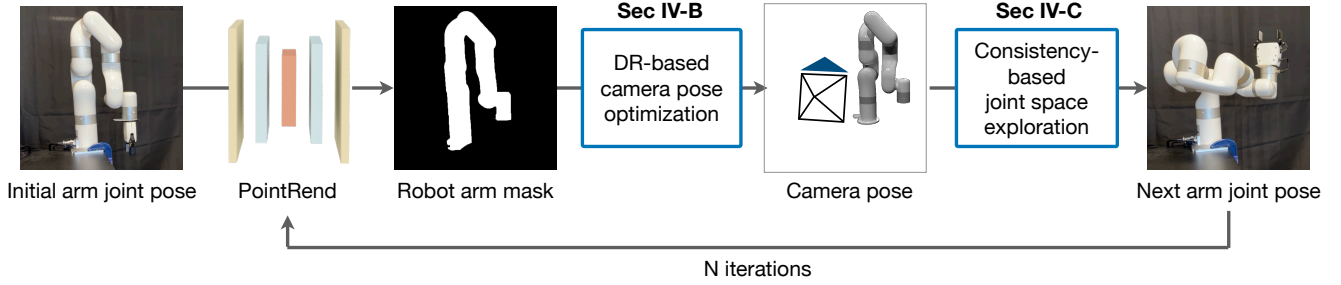 Sec IV-B
Sec IV-C
DR-based
camera pose
optimization
Consistency-
based
joint space
exploration
Initial arm joint pose
PointRend
Robot arm mask
Camera pose
Next arm joint pose
N iterations